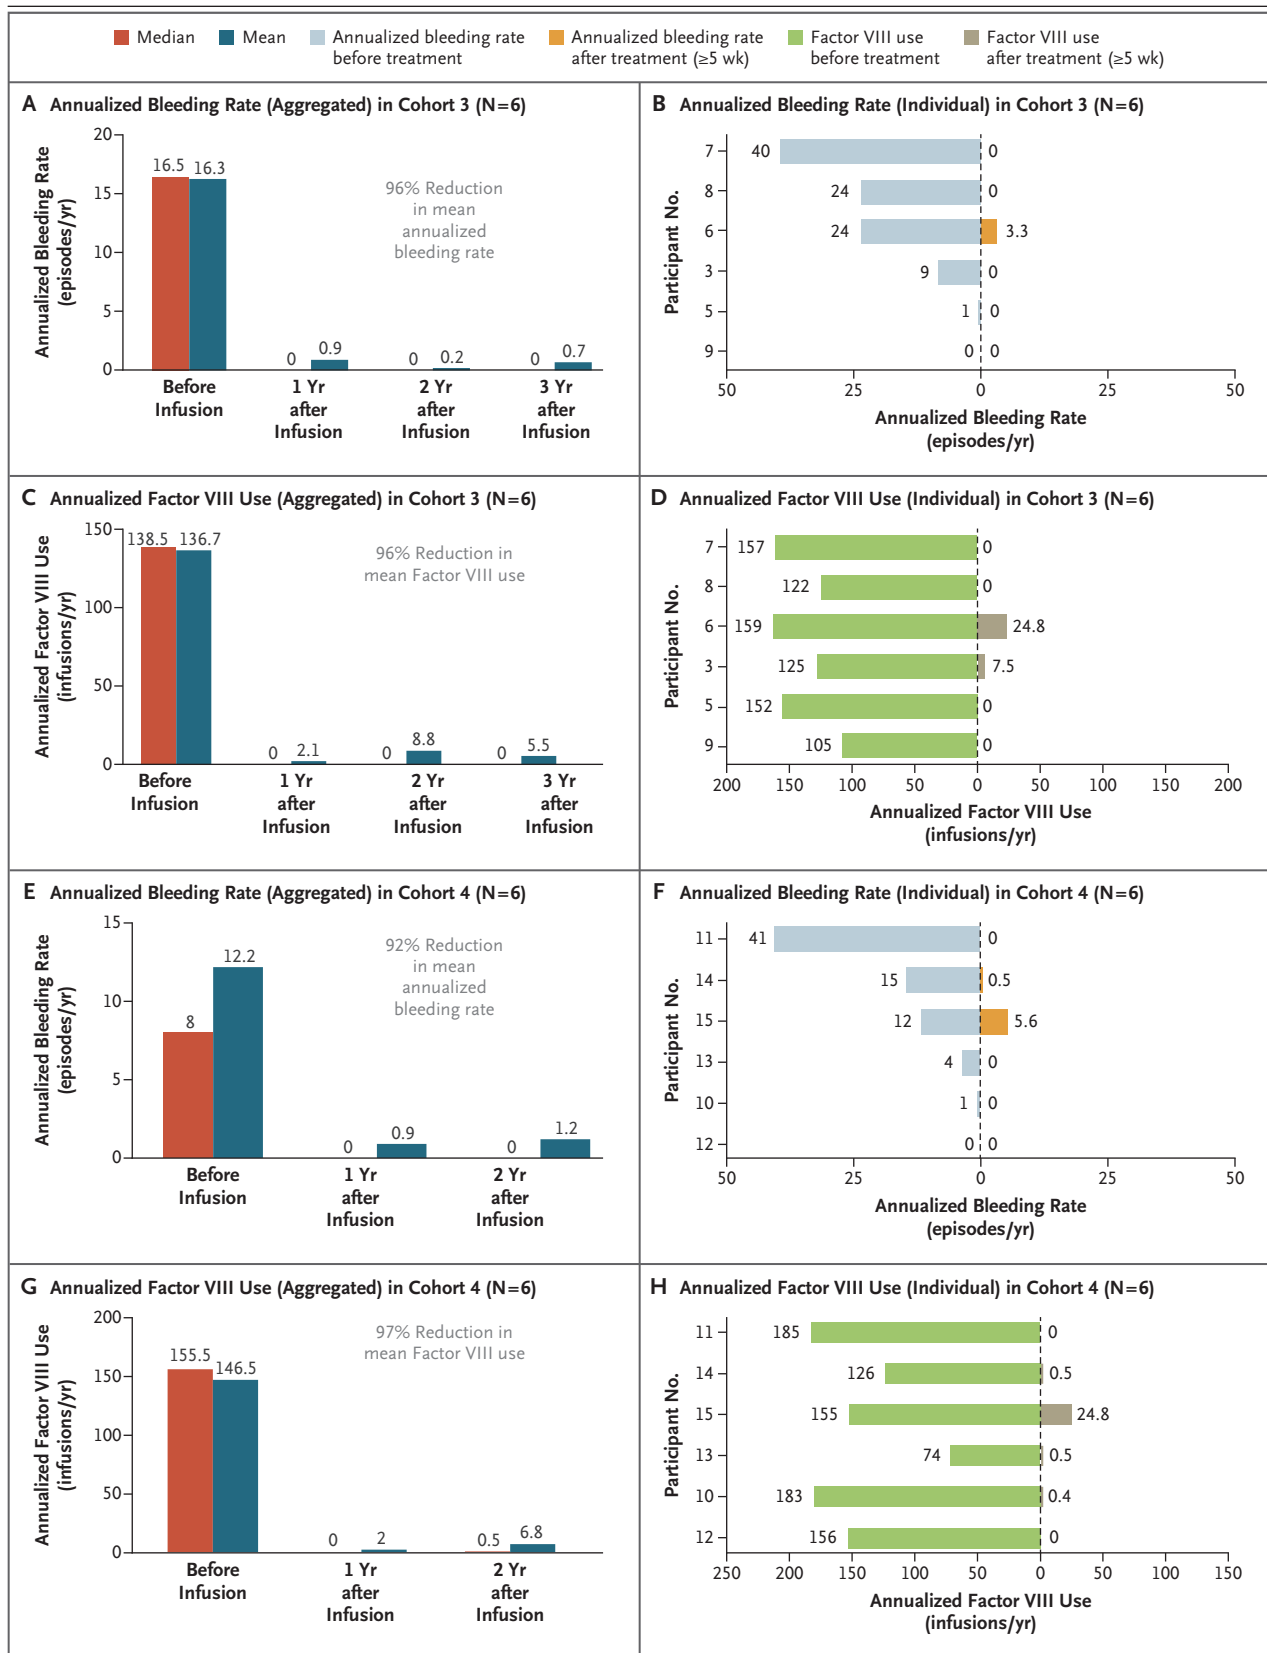 Median
Mean
Annualized bleeding rate
before treatment
Annualized bleeding rate
after treatment (≥5 wk)
Factor VIII use
before treatment
Factor VIII use
after treatment (≥5 wk)
A Annualized Bleeding Rate (Aggregated) in Cohort 3 (N=6)
Annualized Bleeding Rate
(episodes/yr)
20
15
10
5
0
16.5 16.3
0 0.9
0 0.2
0 0.7
96% Reduction
in mean
annualized
bleeding rate
Before
Infusion
1 Yr
after
Infusion
2 Yr
after
Infusion
3 Yr
after
Infusion
B Annualized Bleeding Rate (Individual) in Cohort 3 (N=6)
Participant No.
7 40 0
8 24 0
6 24 3.3
3 9 0
5 1 0
9 0 0
50 25 0 25 50
Annualized Bleeding Rate
(episodes/yr)
C Annualized Factor VIII Use (Aggregated) in Cohort 3 (N=6)
Annualized Factor VIII Use
(infusions/yr)
150
100
50
0
138.5 136.7
0 2.1
0 8.8
0 5.5
96% Reduction in
mean Factor VIII use
Before
Infusion
1 Yr
after
Infusion
2 Yr
after
Infusion
3 Yr
after
Infusion
D Annualized Factor VIII Use (Individual) in Cohort 3 (N=6)
Participant No.
7 157 0
8 122 0
6 159 24.8
3 125 7.5
5 152 0
9 105 0
200 150 100 50 0 50 100 150 200
Annualized Factor VIII Use
(infusions/yr)
E Annualized Bleeding Rate (Aggregated) in Cohort 4 (N=6)
Annualized Bleeding Rate
(episodes/yr)
15
10
5
0
8 12.2
0 0.9
0 1.2
92% Reduction
in mean
annualized
bleeding rate
Before
Infusion
1 Yr
after
Infusion
2 Yr
after
Infusion
F Annualized Bleeding Rate (Individual) in Cohort 4 (N=6)
Participant No.
11 41 0
14 15 0.5
15 12 5.6
13 4 0
10 1 0
12 0 0
50 25 0 25 50
Annualized Bleeding Rate
(episodes/yr)
G Annualized Factor VIII Use (Aggregated) in Cohort 4 (N=6)
Annualized Factor VIII Use
(infusions/yr)
200
150
100
50
0
155.5 146.5
0 2
0.5 6.8
97% Reduction in
mean Factor VIII use
Before
Infusion
1 Yr
after
Infusion
2 Yr
after
Infusion
H Annualized Factor VIII Use (Individual) in Cohort 4 (N=6)
Participant No.
11 185 0
14 126 0.5
15 155 24.8
13 74 0.5
10 183 0.4
12 156 0
250 200 150 100 50 0 50 100 150
Annualized Factor VIII Use
(infusions/yr)